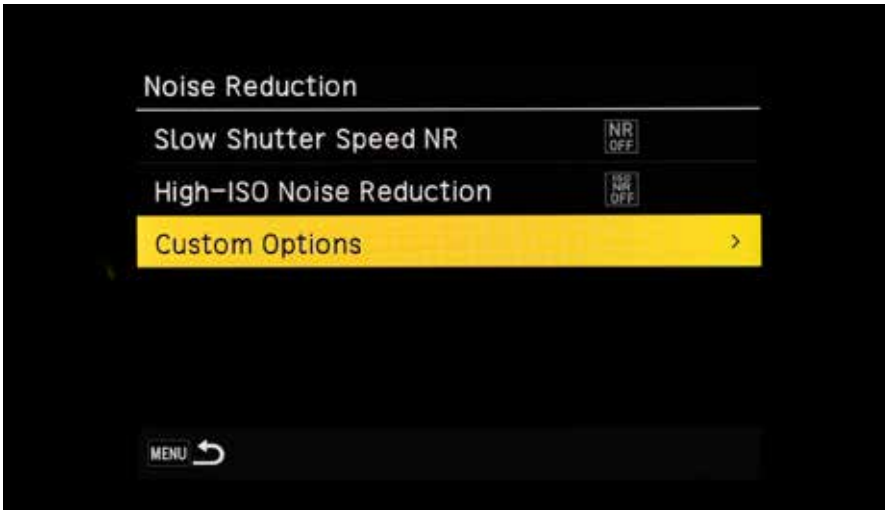 Noise Reduction
Slow Shutter Speed NR NR OFF
High-ISO Noise Reduction ISO NR OFF
Custom Options >
MENU